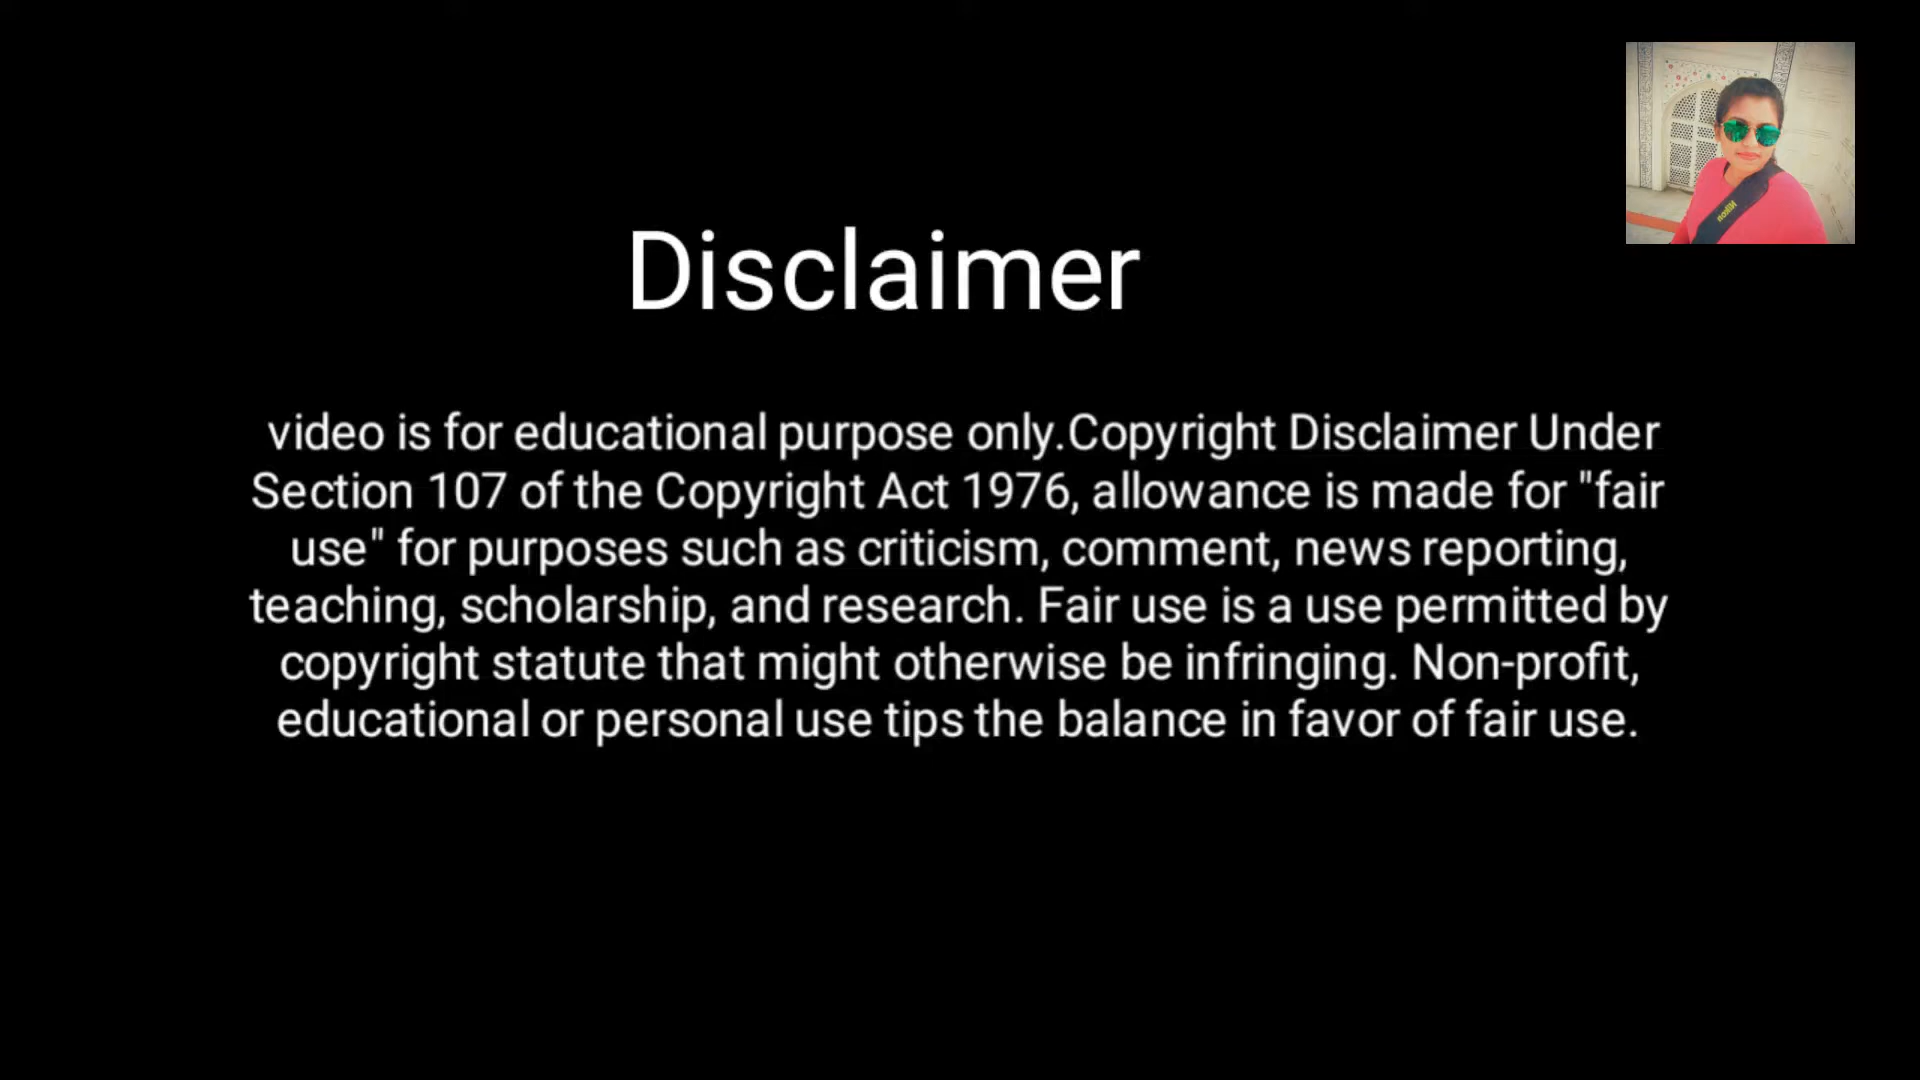 Disclaimer
video is for educational purpose only.Copyright Disclaimer Under
Section 107 of the Copyright Act 1976, allowance is made for "fair
use" for purposes such as criticism, comment, news reporting,
teaching, scholarship, and research. Fair use is a use permitted by
copyright statute that might otherwise be infringing. Non-profit,
educational or personal use tips the balance in favor of fair use.
Nikon